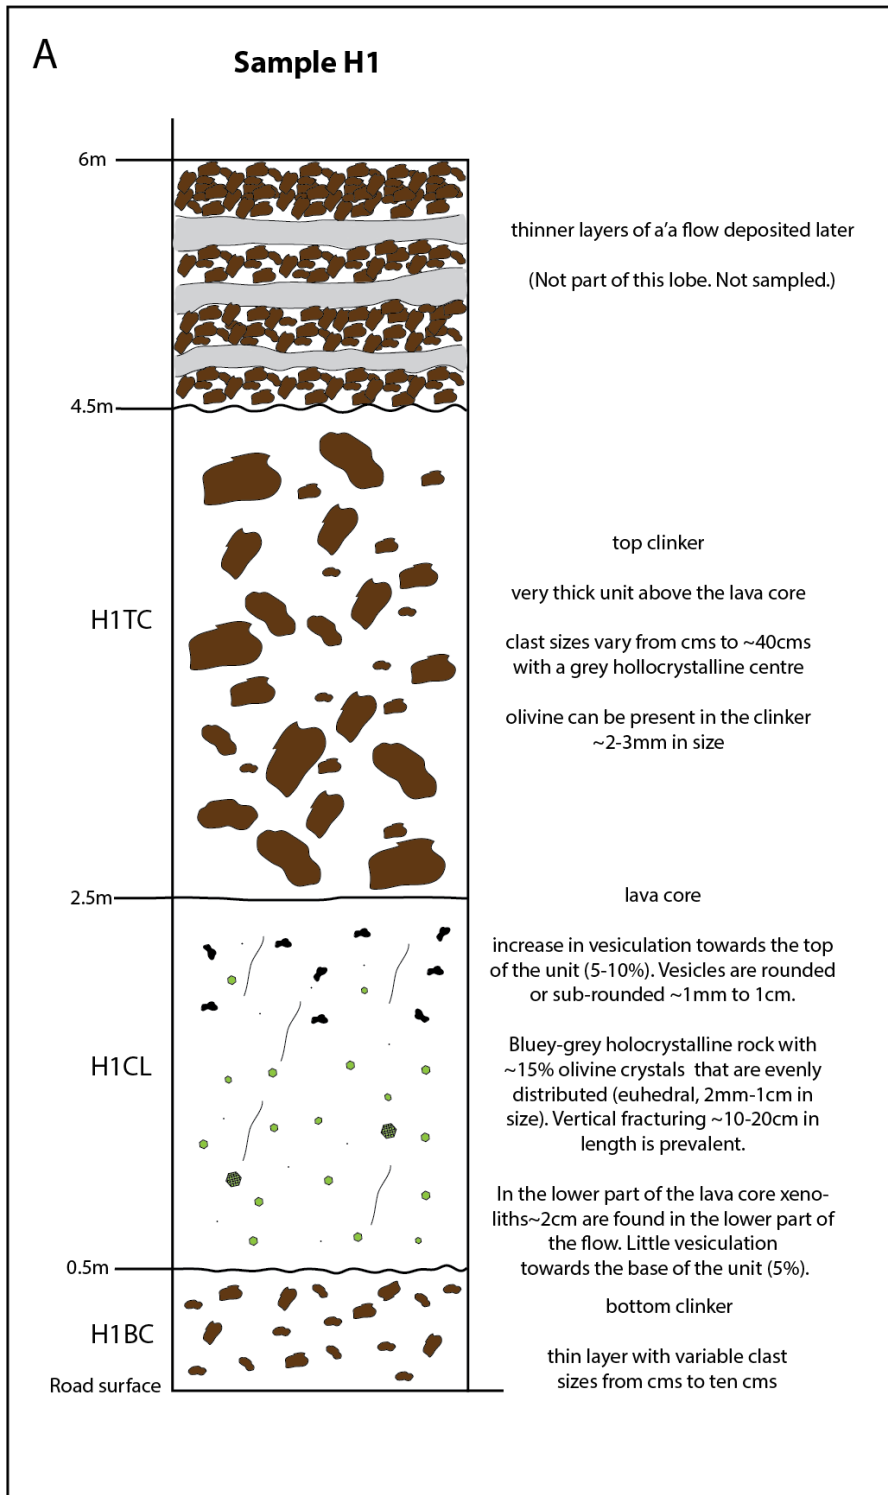 A
Sample H1
6m
thinner layers of a'a flow deposited later
(Not part of this lobe. Not sampled.)
4.5m
top clinker
very thick unit above the lava core
H1TC
clast sizes vary from cms to ~40cms
with a grey hollocrystalline centre
olivine can be present in the clinker
~2-3mm in size
2.5m
lava core
increase in vesiculation towards the top
of the unit (5-10%). Vesicles are rounded
or sub-rounded ~1mm to 1cm.
H1CL
Bluey-grey holocrystalline rock with
~15% olivine crystals  that are evenly
distributed (euhedral, 2mm-1cm in
size). Vertical fracturing ~10-20cm in
length is prevalent.
In the lower part of the lava core xeno-
liths~2cm are found in the lower part of
the flow. Little vesiculation
towards the base of the unit (5%).
0.5m
bottom clinker
H1BC
thin layer with variable clast
sizes from cms to ten cms
Road surface